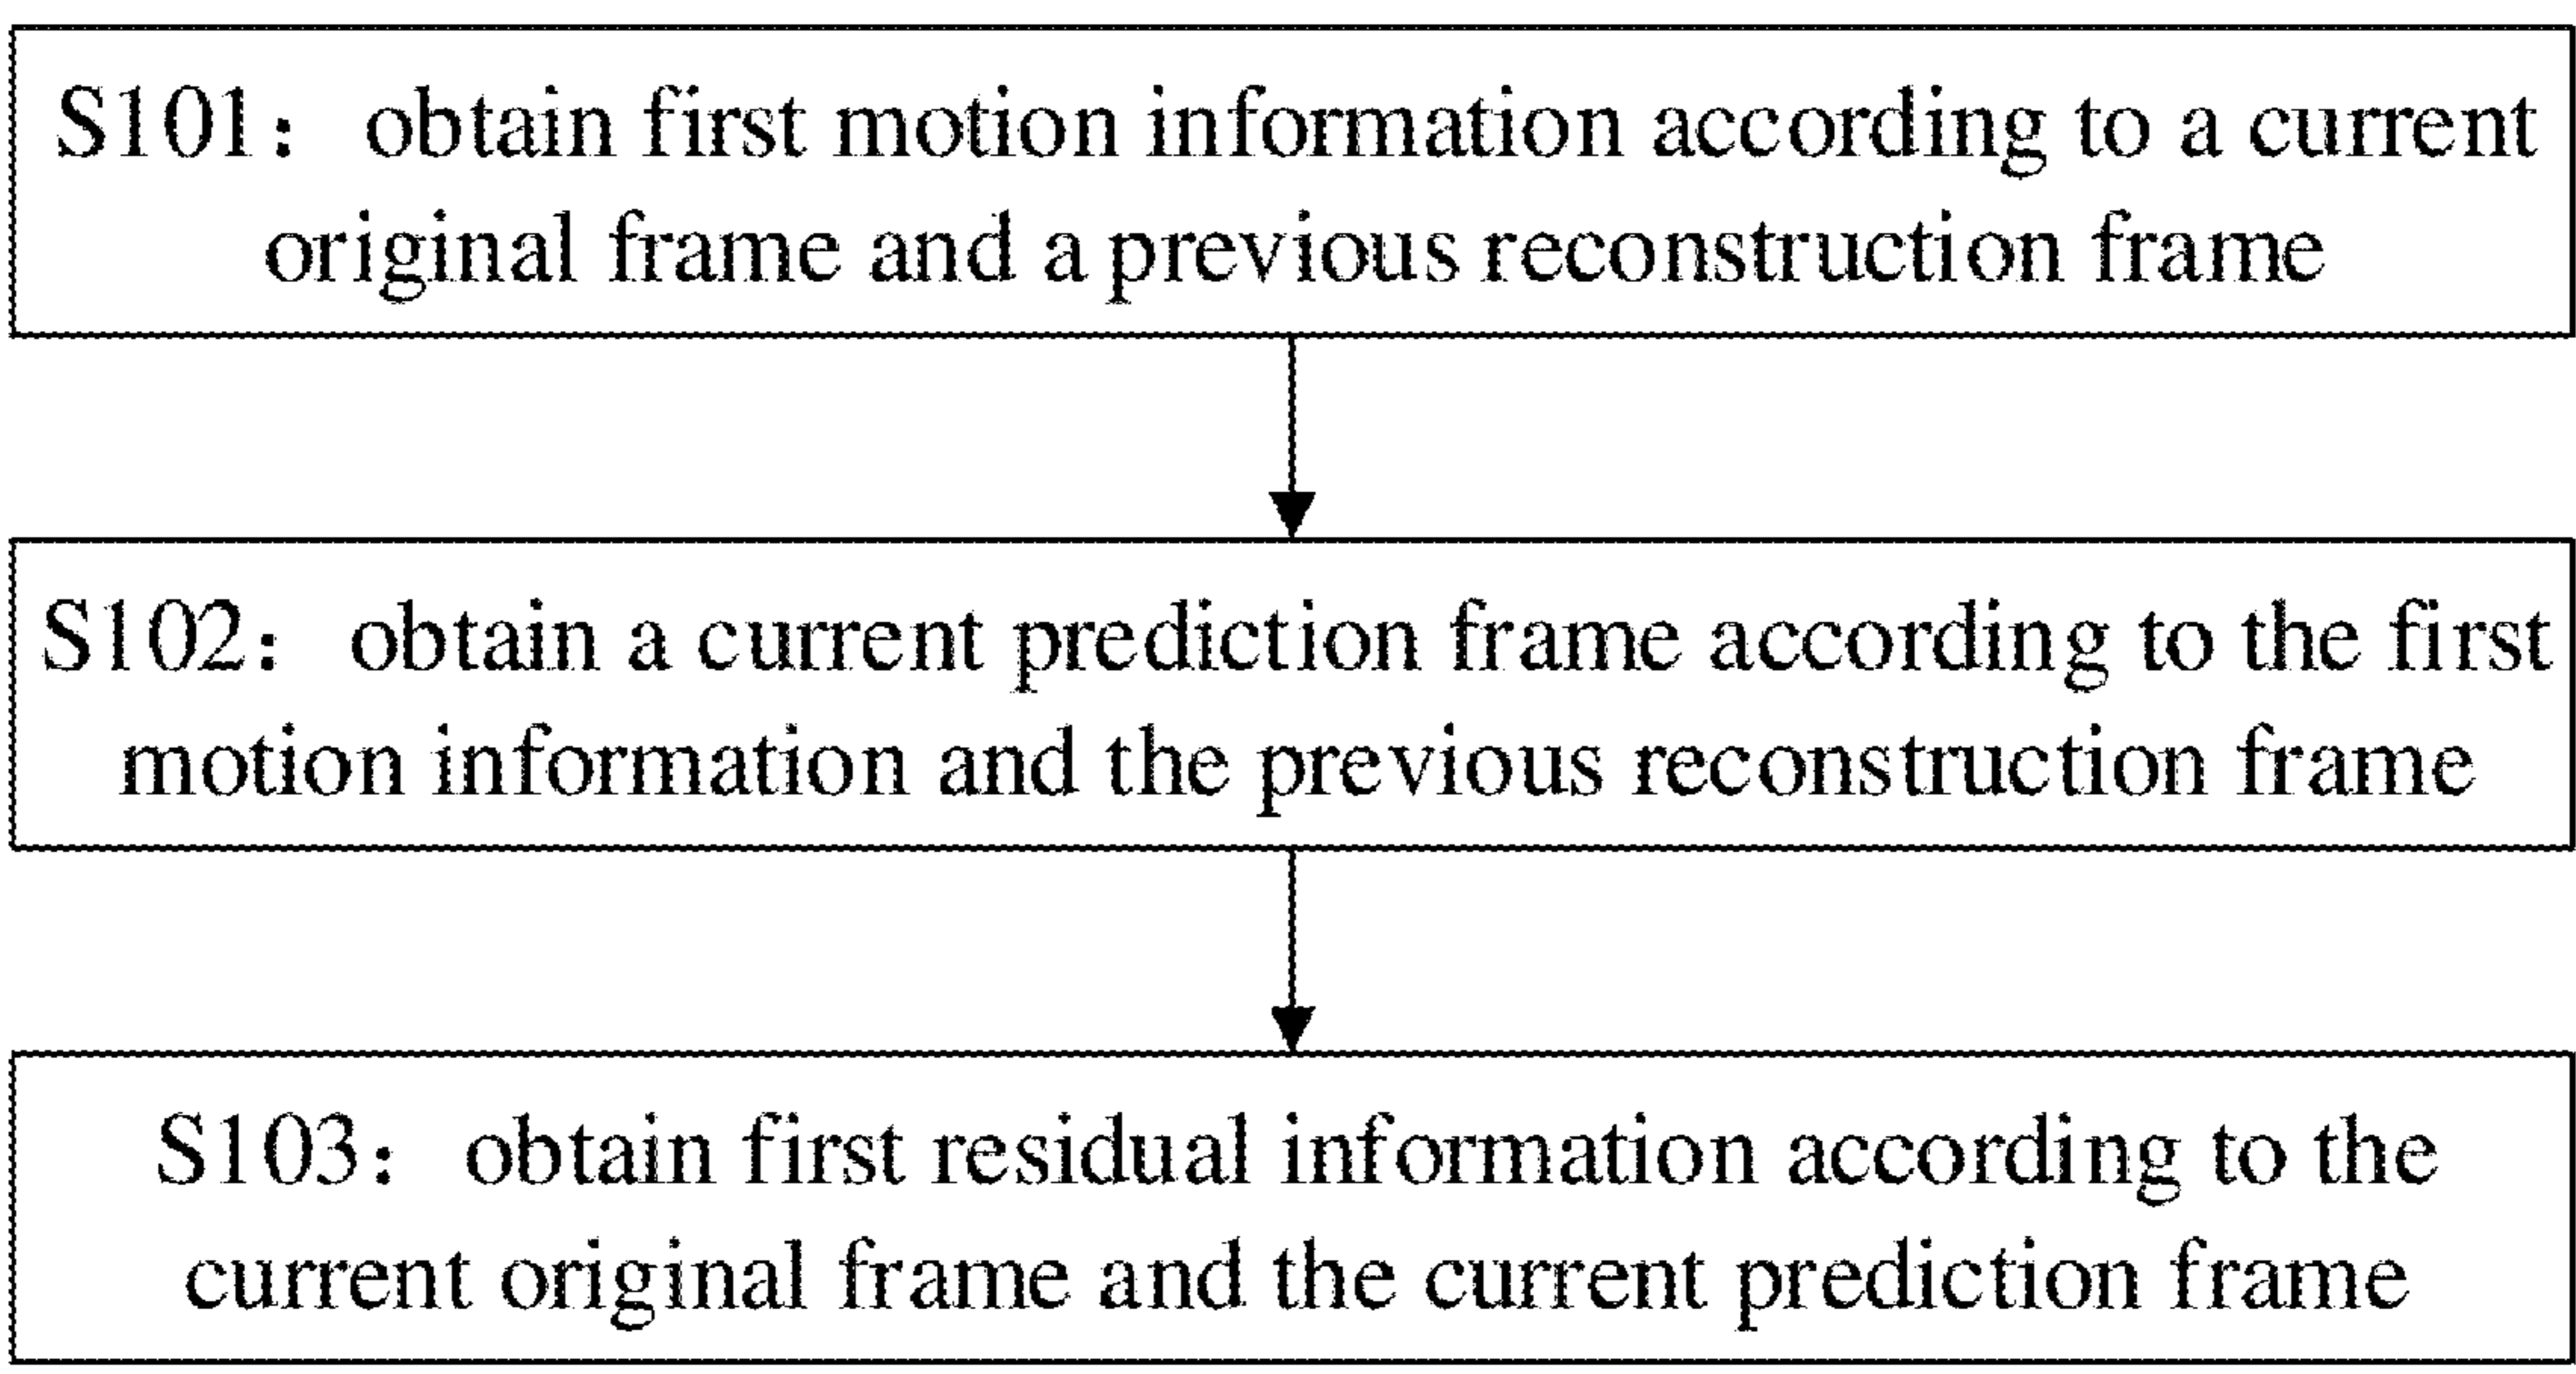 S101： obtain first motion information according to a current
original frame and a previous reconstruction frame
S102： obtain a current prediction frame according to the first
motion information and the previous reconstruction frame
S103： obtain first residual information according to the
current original frame and the current prediction frame